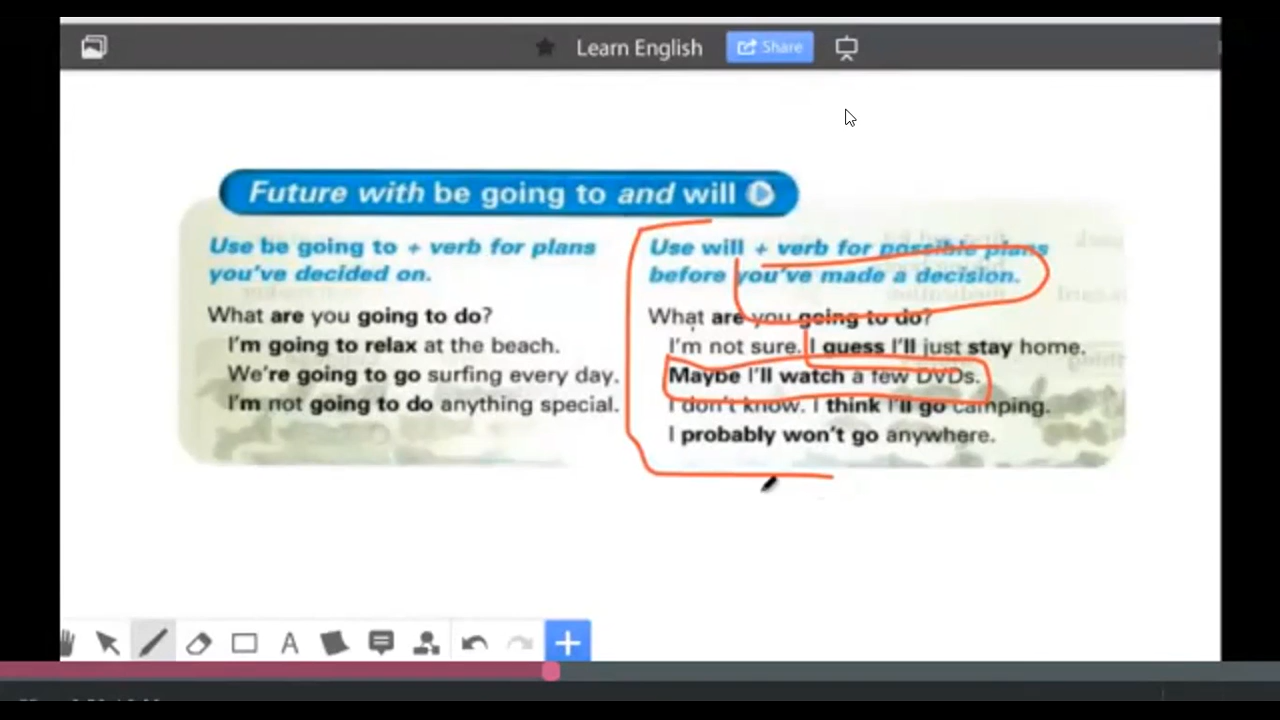 Learn English
Share
Future with be going to and will
Use be going to + verb for plans
you've decided on.
What are you going to do?
I'm going to relax at the beach.
We're going to go surfing every day.
I'm not going to do anything special.
Use will + verb for possible plans
before you've made a decision.
What are you going to do?
I'm not sure. I guess I'll just stay home.
Maybe I'll watch a few DVDs.
I don't know. I think I'll go camping.
I probably won't go anywhere.
A